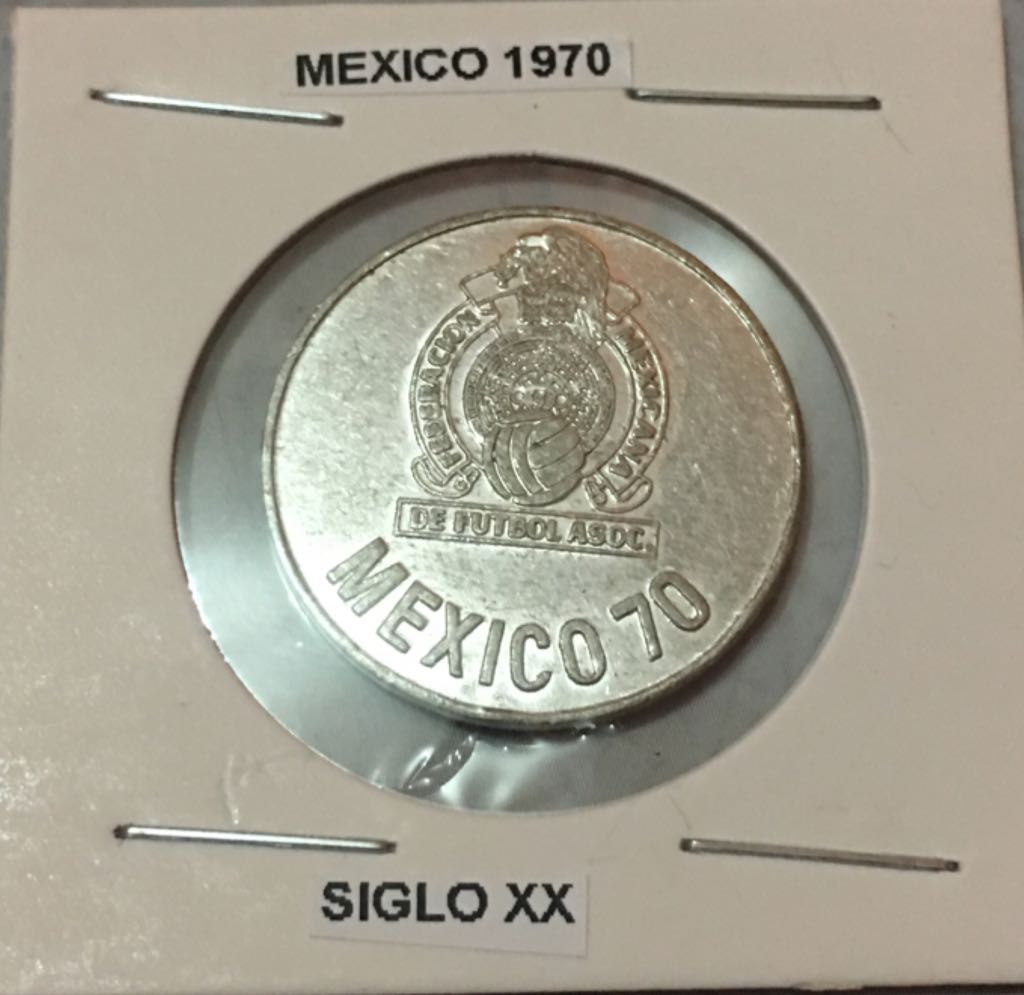 MEXICO 1970
FEDERACION MEXICANA
DE FUTBOL ASOC.
MEXICO 70
SIGLO XX